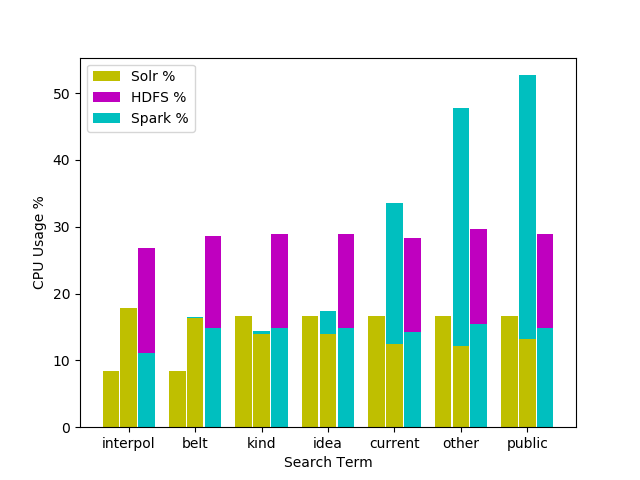 Solr %
HDFS %
Spark %
50
40
30
20
10
0
CPU Usage %
interpol belt kind idea current other public
Search Term